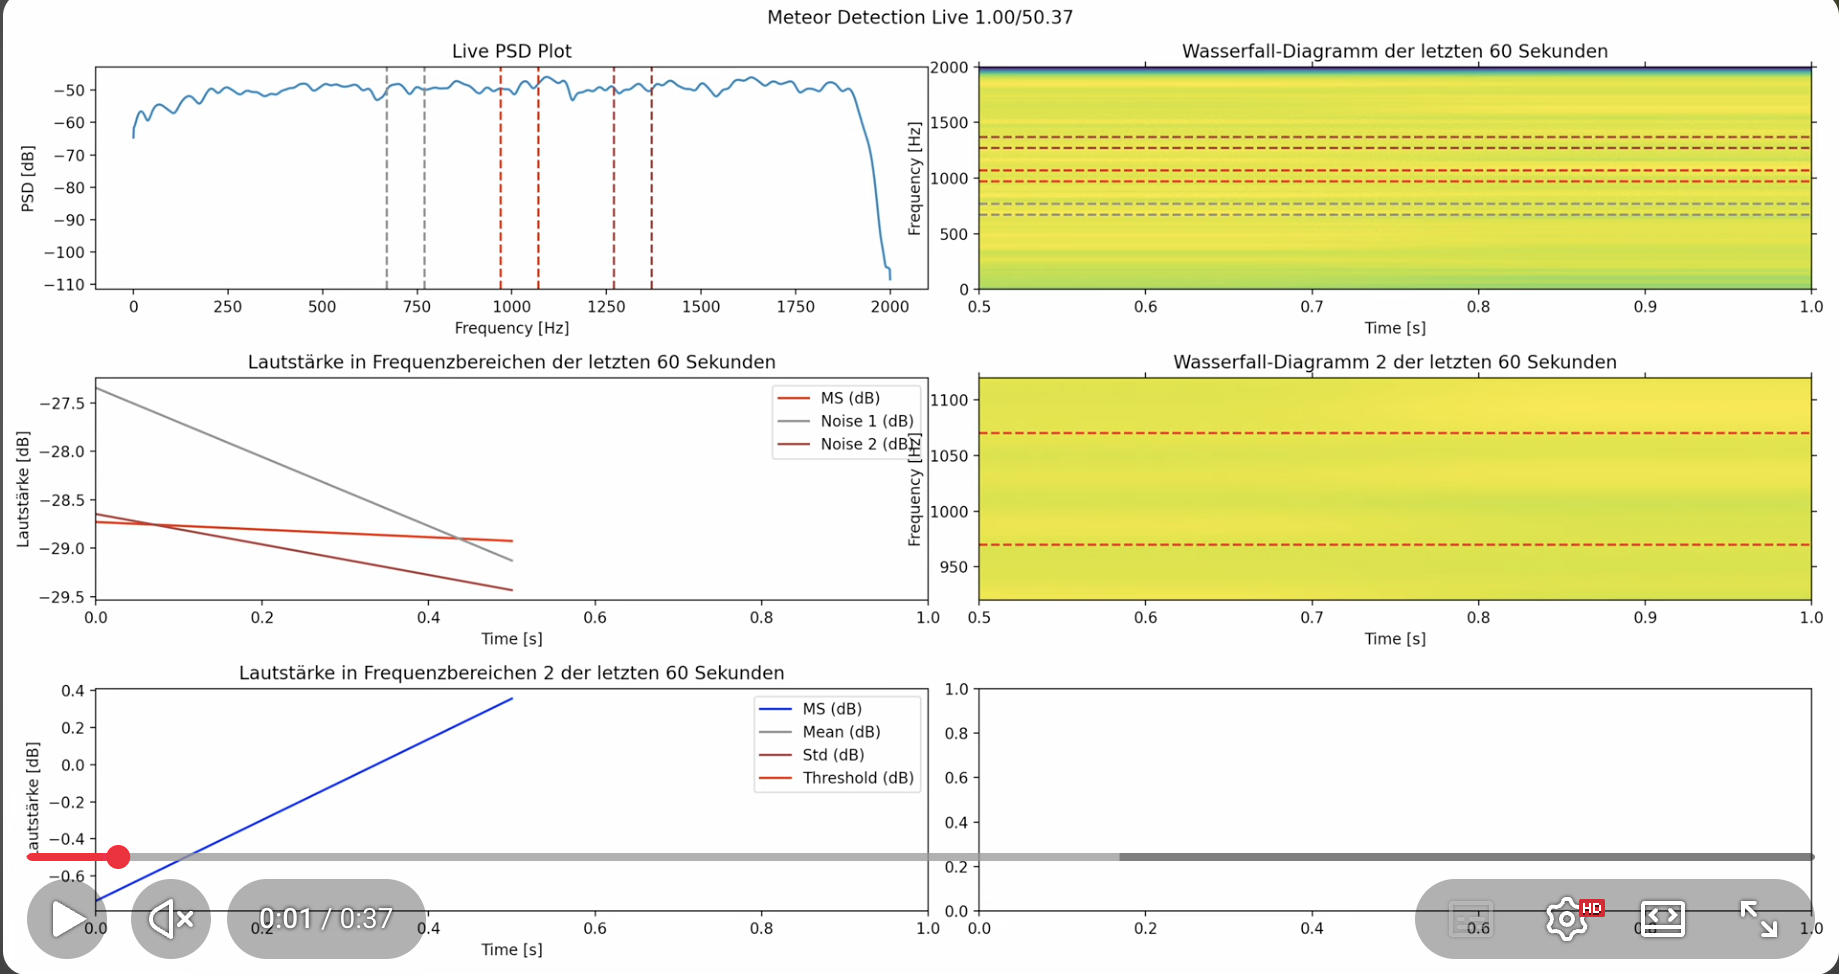 Meteor Detection Live 1.00/50.37
Live PSD Plot
PSD [dB]
−50
−60
−70
−80
−90
−100
−110
0 250 500 750 1000 1250 1500 1750 2000
Frequency [Hz]
Wasserfall-Diagramm der letzten 60 Sekunden
Frequency [Hz]
2000
1500
1000
500
0
0.5 0.6 0.7 0.8 0.9 1.0
Time [s]
Lautstärke in Frequenzbereichen der letzten 60 Sekunden
Lautstärke [dB]
−27.5
−28.0
−28.5
−29.0
−29.5
MS (dB)
Noise 1 (dB)
Noise 2 (dB)
0.0 0.2 0.4 0.6 0.8 1.0
Time [s]
Wasserfall-Diagramm 2 der letzten 60 Sekunden
Frequency [Hz]
1100
1050
1000
950
0.5 0.6 0.7 0.8 0.9 1.0
Time [s]
Lautstärke in Frequenzbereichen 2 der letzten 60 Sekunden
Lautstärke [dB]
0.4
0.2
0.0
−0.2
−0.4
−0.6
MS (dB)
Mean (dB)
Std (dB)
Threshold (dB)
0.2 0.4 0.6 0.8 1.0
Time [s]
1.0
0.8
0.6
0.4
0.2
0.0
0.0 0.2 0.4 0.6 0.8 1.0
0:01 / 0:37
HD